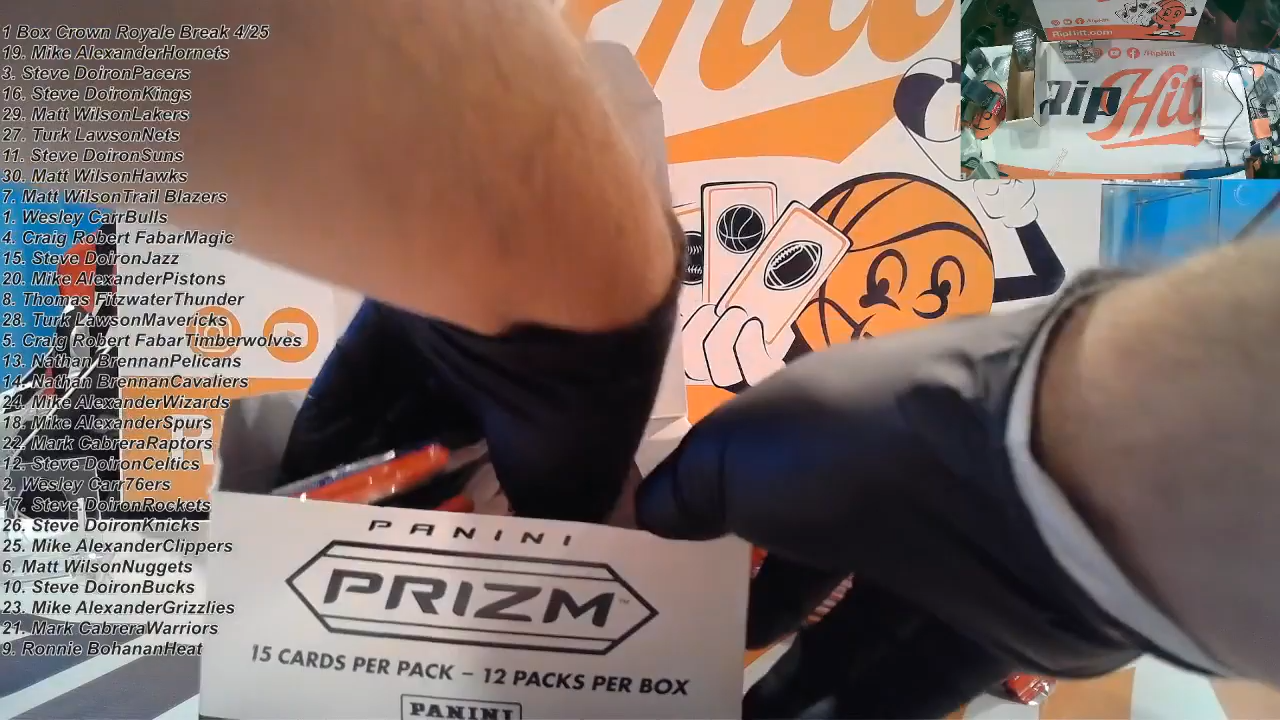 1 Box Crown Royale Break 4/25
19. Mike AlexanderHornets
3. Steve DoironPacers
16. Steve DoironKings
29. Matt WilsonLakers
27. Turk LawsonNets
11. Steve DoironSuns
30. Matt WilsonHawks
7. Matt WilsonTrail Blazers
1. Wesley CarrBulls
4. Craig Robert FabarMagic
15. Steve DoironJazz
20. Mike AlexanderPistons
8. Thomas FitzwaterThunder
28. Turk LawsonMavericks
5. Craig Robert FabarTimberwolves
13. Nathan BrennanPelicans
14. Nathan BrennanCavaliers
24. Mike AlexanderWizards
18. Mike AlexanderSpurs
22. Mark CabreraRaptors
12. Steve DoironCeltics
2. Wesley Carr76ers
17. Steve DoironRockets
26. Steve DoironKnicks
25. Mike AlexanderClippers
6. Matt WilsonNuggets
10. Steve DoironBucks
23. Mike AlexanderGrizzlies
21. Mark CabreraWarriors
9. Ronnie BohananHeat
RipHitt.com
/RipHitt
RipHit
PANINI
PRIZM
15 CARDS PER PACK – 12 PACKS PER BOX
PANINI